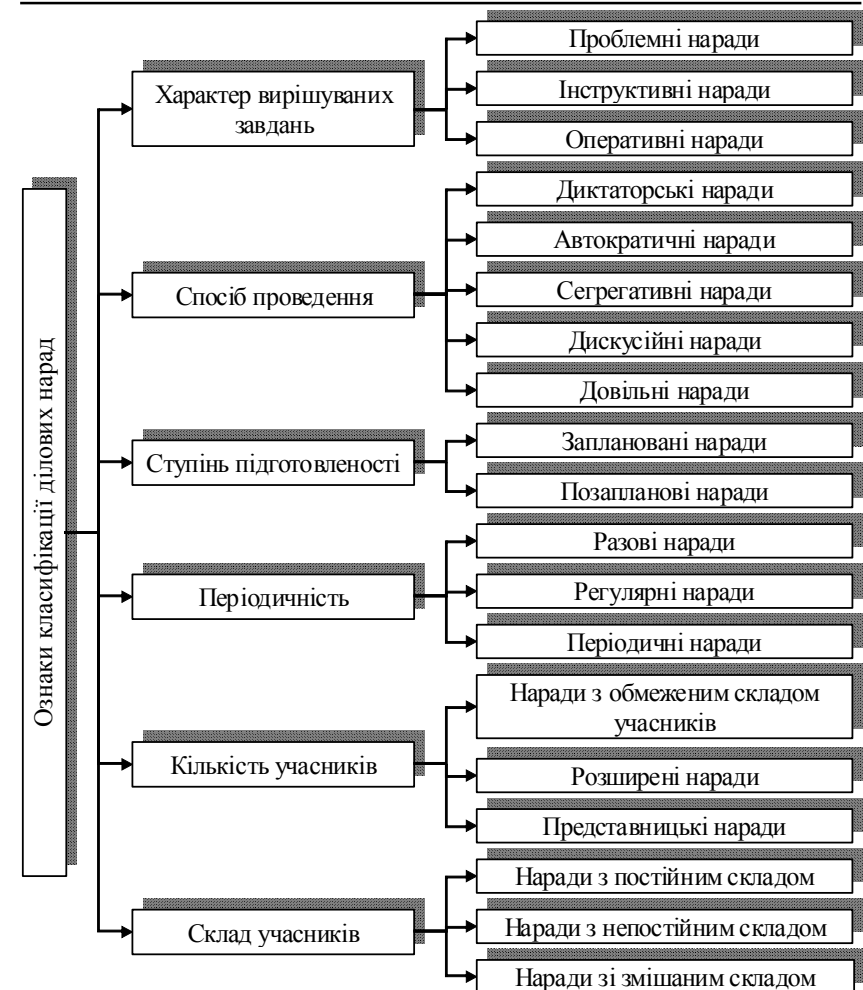 Ознаки класифікації ділових нарад
Характер вирішуваних
завдань
Проблемні наради
Інструктивні наради
Оперативні наради
Спосіб проведення
Диктаторські наради
Автократичні наради
Сегрегативні наради
Дискусійні наради
Довільні наради
Ступінь підготовленості
Заплановані наради
Позапланові наради
Періодичність
Разові наради
Регулярні наради
Періодичні наради
Кількість учасників
Наради з обмеженим складом
учасників
Розширені наради
Представницькі наради
Склад учасників
Наради з постійним складом
Наради з непостійним складом
Наради зі змішаним складом